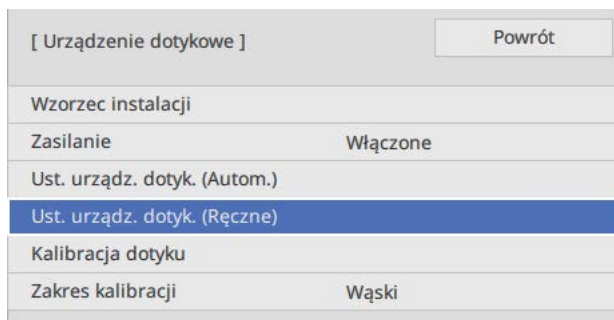 [ Urządzenie dotykowe ] Powrót
Wzorzec instalacji
Zasilanie Włączone
Ust. urządz. dotyk. (Autom.)
Ust. urządz. dotyk. (Ręczne)
Kalibracja dotyku
Zakres kalibracji Wąski